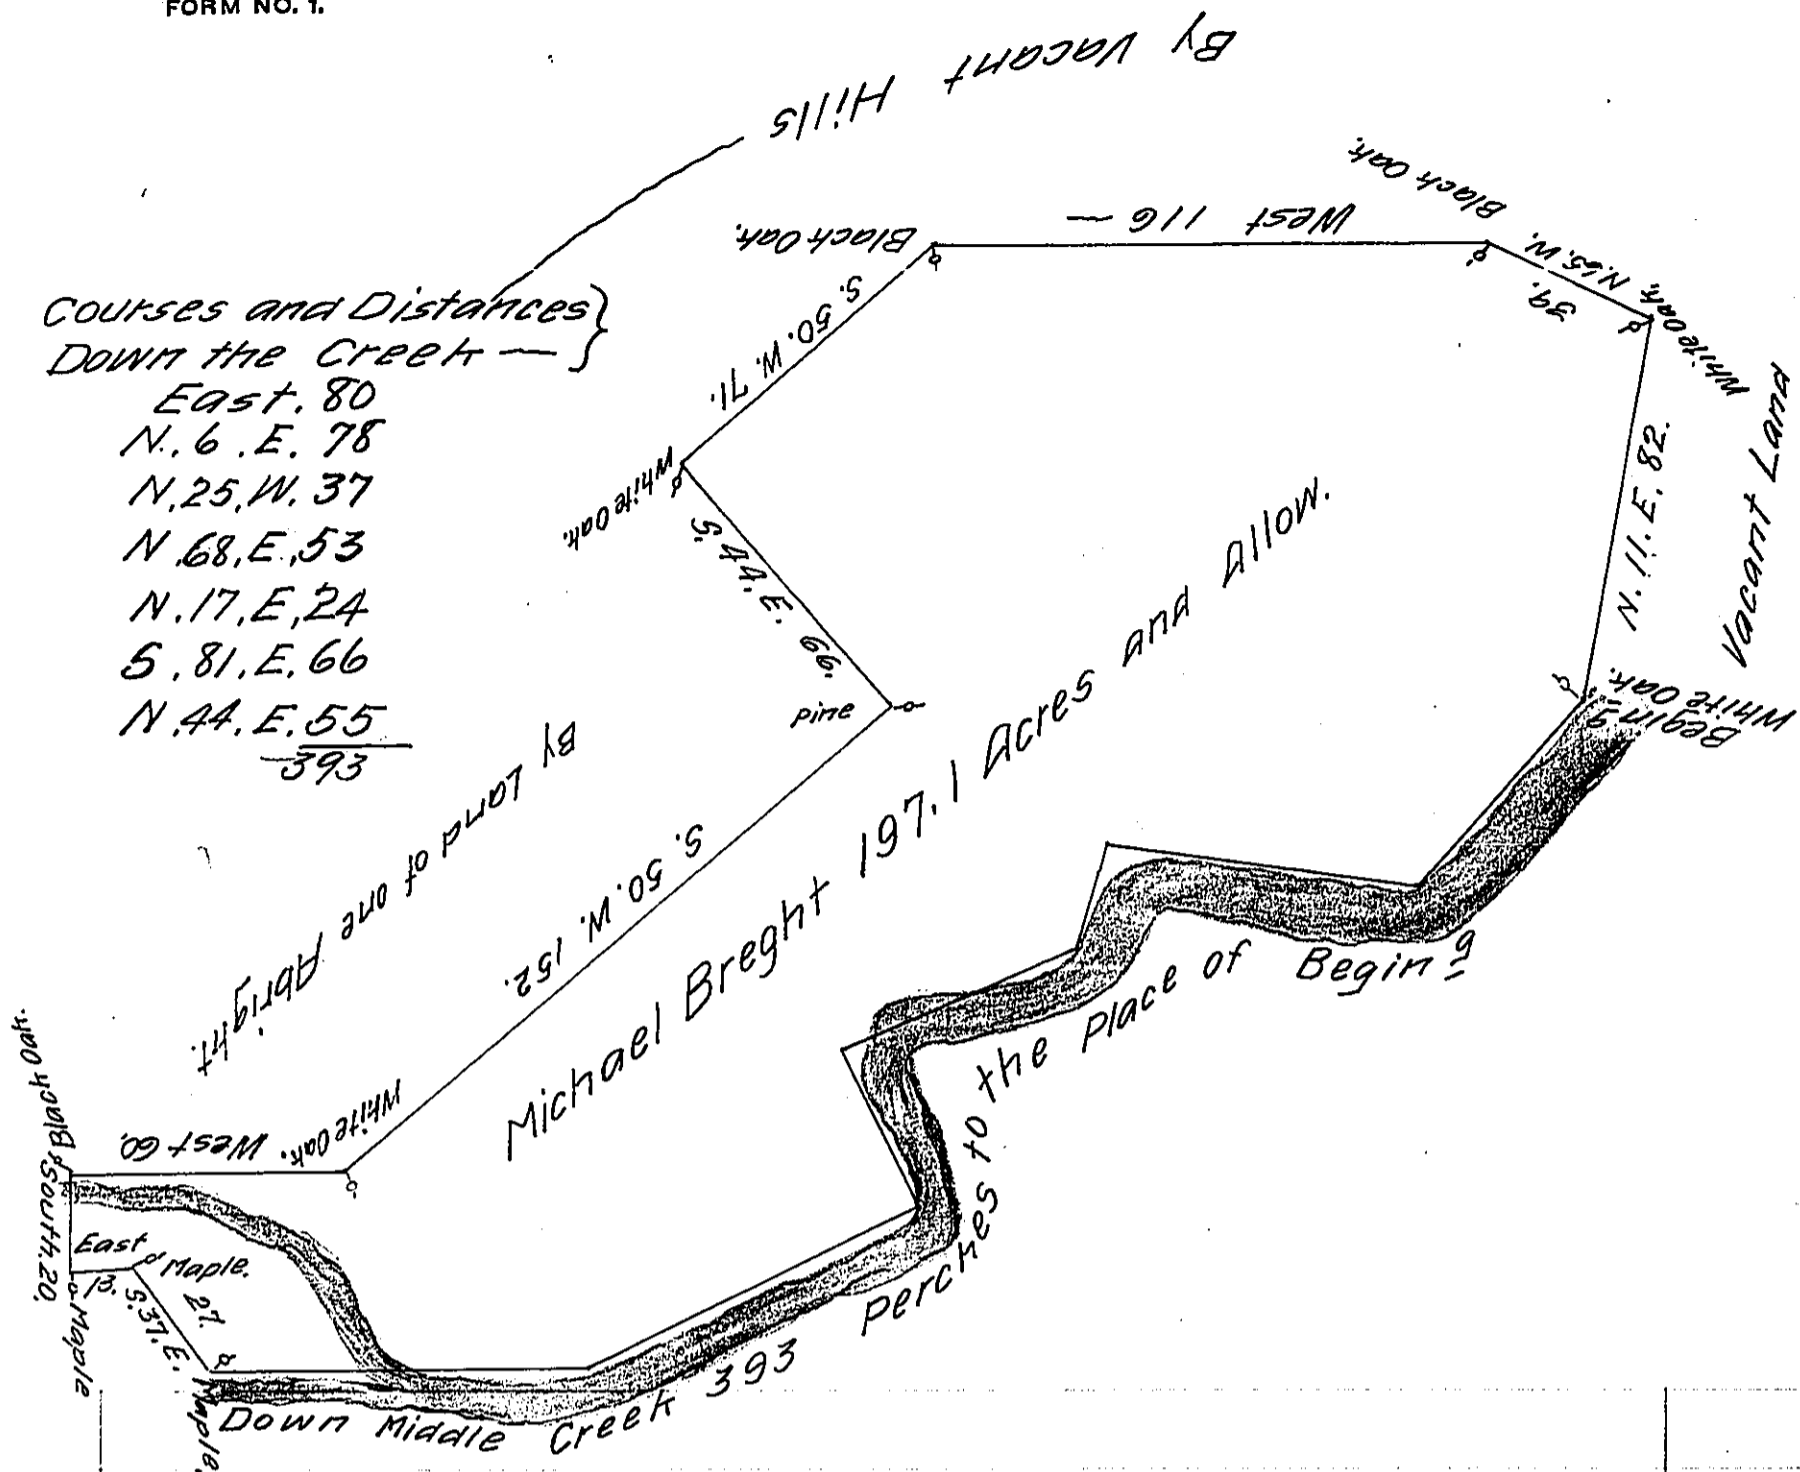 FORM NO. 1.
By Vacant Hills
Black Oak.
West 116 —
Black Oak.
N. 65. W.
39.
White Oak.
S. 50. W. 71.
Courses and Distances }
Down the Creek —
East. 80
N. 6. E. 78
N. 25. W. 37
N. 68. E. 53
N. 17. E. 24
S. 81. E. 66
N. 44. E. 55
393
White Oak.
S. 44. E. 66.
N. 11. E. 82.
Vacant Land
Pine
White Oak.
Begin g
By Land of one Abright.
S. 50. W. 152.
Michael Breght 197.1 Acres and Allow.
Black Oak.
West 60.
White Oak.
South. 20.
East
13.
Maple.
Maple
S. 37. E.
27.
Maple.
Down Middle Creek 393 Perches to the Place of Begin g